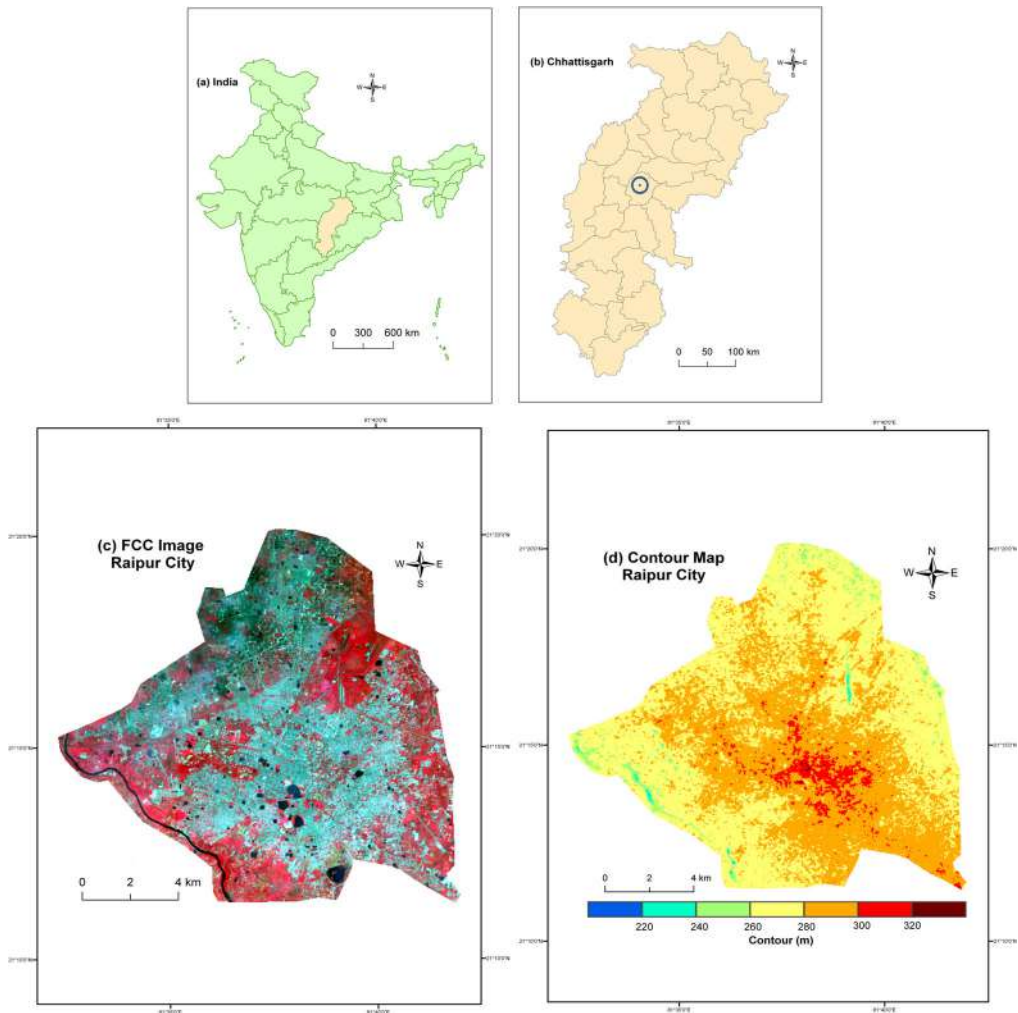 (a) India
N
W E
S
0 300 600 km
(b) Chhattisgarh
N
W E
S
0 50 100 km
(c) FCC Image
Raipur City
N
W E
S
0 2 4 km
(d) Contour Map
Raipur City
N
W E
S
0 2 4 km
220 240 260 280 300 320
Contour (m)